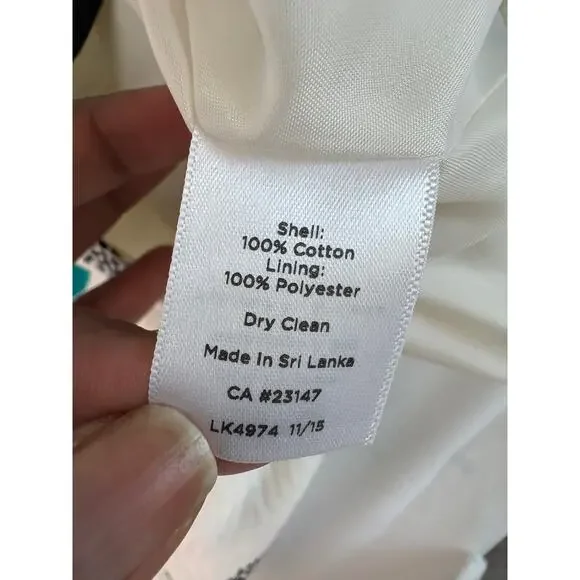 Shell:
100% Cotton
Lining:
100% Polyester
Dry Clean
Made In Sri Lanka
CA #23147
LK4974 11/15